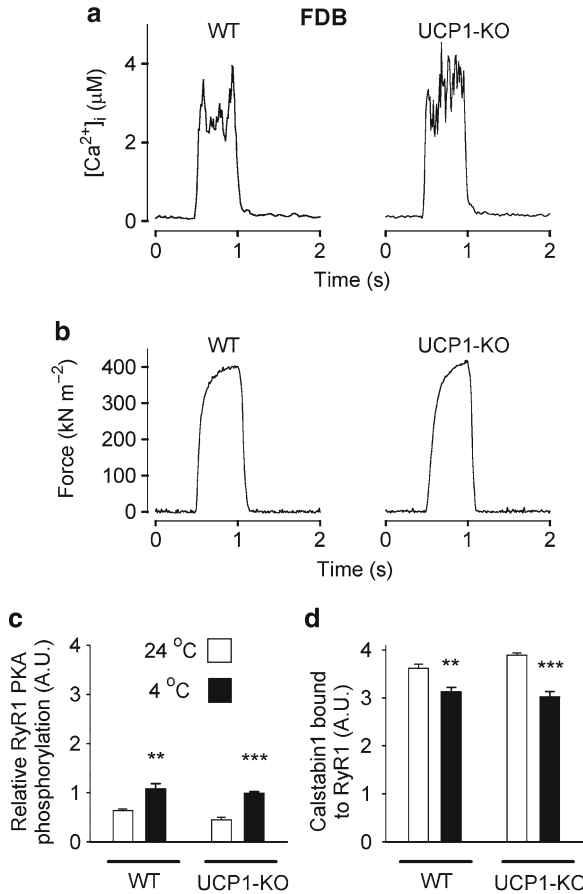 a
FDB
WT
UCP1-KO
[Ca2+]i (μM)
4
2
0
0 1 2
0 1 2
Time (s)
b
WT
UCP1-KO
Force (kN m−2)
400
300
200
100
0
0 1 2
0 1 2
Time (s)
c
Relative RyR1 PKA
phosphorylation (A.U.)
4
3
2
1
0
24 °C
4 °C
**
***
WT
UCP1-KO
d
Calstabin1 bound
to RyR1 (A.U.)
4
3
2
1
0
**
***
WT
UCP1-KO